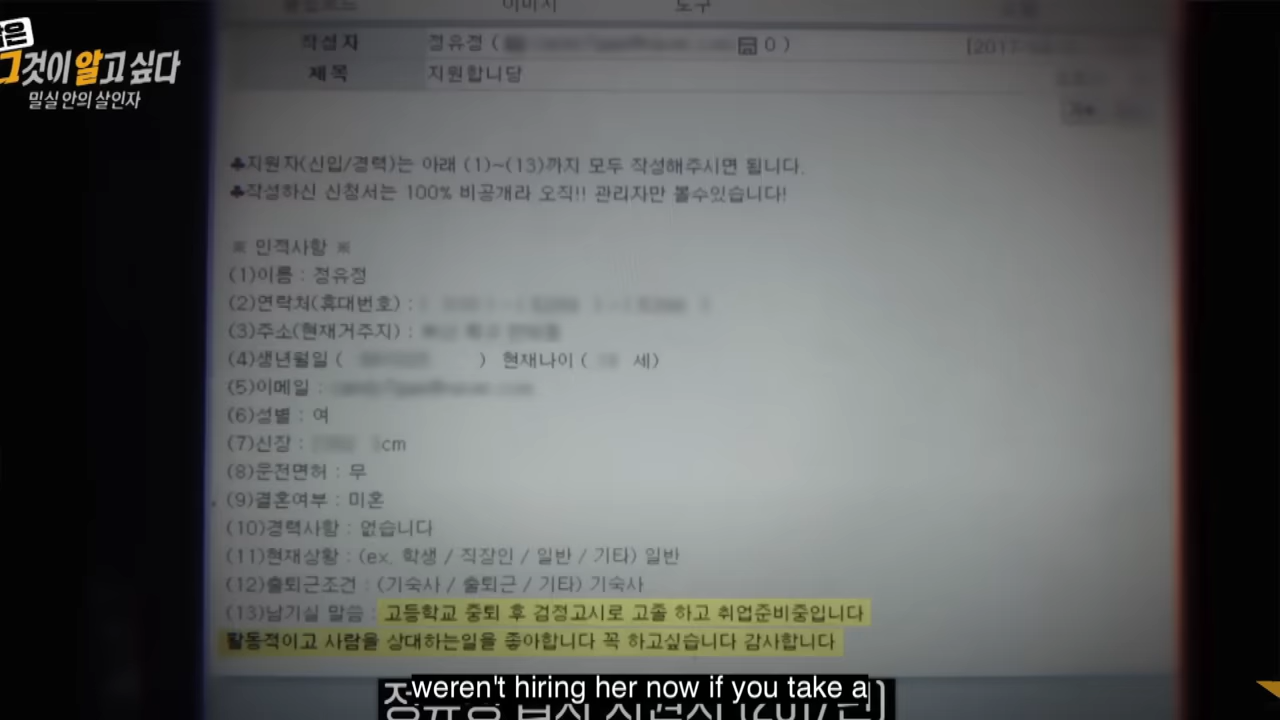 그것이 알고 싶다
밀실 안의 살인자
이미지 도구
작성자 정유정 ( 0 ) [2017
제목 지원합니당
♣지원자(신입/경력)는 아래 (1)~(13)까지 모두 작성해주시면 됩니다.
♣작성하신 신청서는 100% 비공개라 오직!! 관리자만 볼수있습니다!
※ 인적사항 ※
(1)이름 : 정유정
(2)연락처(휴대번호) :
(3)주소(현재거주지) :
(4)생년월일 ( ) 현재나이 ( 세)
(5)이메일 :
(6)성별 : 여
(7)신장 : cm
(8)운전면허 : 무
(9)결혼여부 : 미혼
(10)경력사항 : 없습니다
(11)현재상황 : (ex. 학생 / 직장인 / 일반 / 기타) 일반
(12)출퇴근조건 : (기숙사 / 출퇴근 / 기타) 기숙사
(13)남기실 말씀 : 고등학교 중퇴 후 검정고시로 고졸 하고 취업준비중입니다
활동적이고 사람을 상대하는일을 좋아합니다 꼭 하고싶습니다 감사합니다
weren't hiring her now if you take a